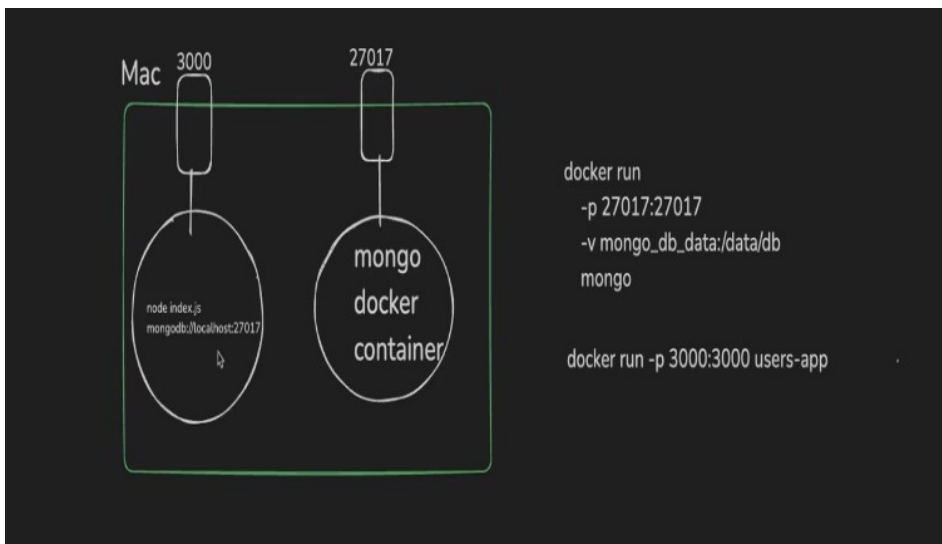 Mac
3000
27017
node index.js
mongodb://localhost:27017
mongo
docker
container
docker run
-p 27017:27017
-v mongo_db_data:/data/db
mongo
docker run -p 3000:3000 users-app